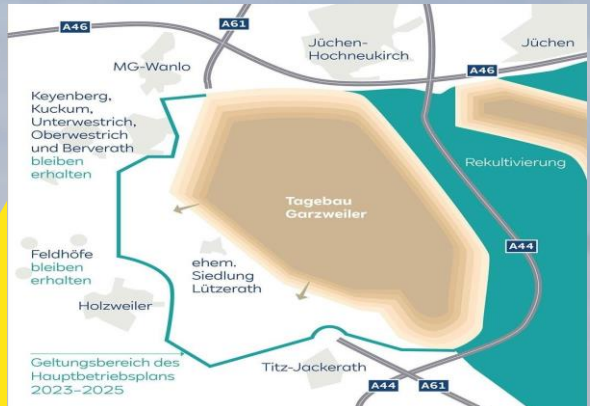 A46
A61
Jüchen-
Hochneukirch
Jüchen
MG-Wanlo
A46
Keyenberg,
Kuckum,
Unterwestrich,
Oberwestrich
und Berverath
bleiben
erhalten
Rekultivierung
Tagebau
Garzweiler
A44
Feldhöfe
bleiben
erhalten
ehem.
Siedlung
Lützerath
Holzweiler
Geltungsbereich des
Hauptbetriebsplans
2023–2025
Titz-Jackerath
A44
A61